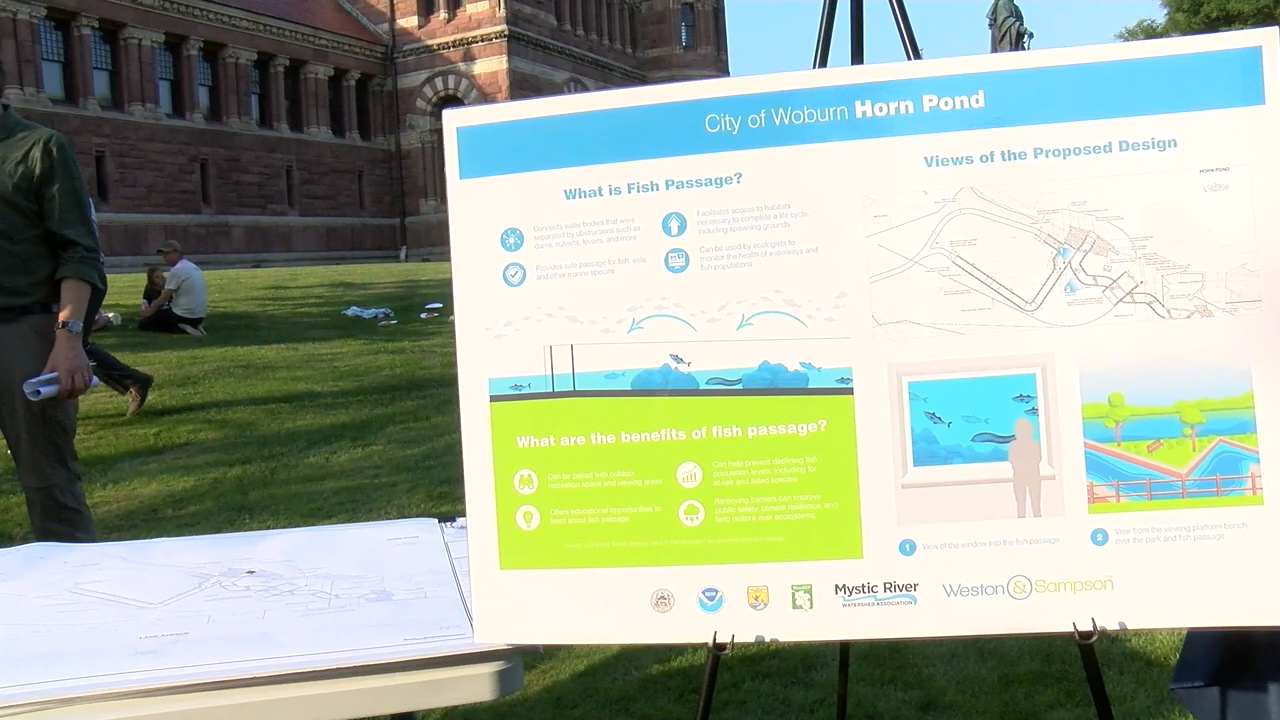 City of Woburn Horn Pond
What is Fish Passage?
Connects water bodies that were
separated by obstructions such as
dams, culverts, levees, and more
Facilitates access to habitats
necessary to complete a life cycle,
including spawning grounds
Provides safe passage for fish, eels,
and other marine species
Can be used by ecologists to
monitor the health of waterways and
fish populations
What are the benefits of fish passage?
Can be paired with outdoor
recreation space and viewing areas
Can help prevent declining fish
population levels, including for
at-risk and listed species
Offers educational opportunities to
learn about fish passage
Removing barriers can improve
public safety, climate resilience, and
help restore river ecosystems
Views of the Proposed Design
HORN POND
1 View of the window into the fish passage
2 View from the viewing platform bench,
over the park and fish passage
Mystic River
WATERSHED ASSOCIATION
Weston & Sampson